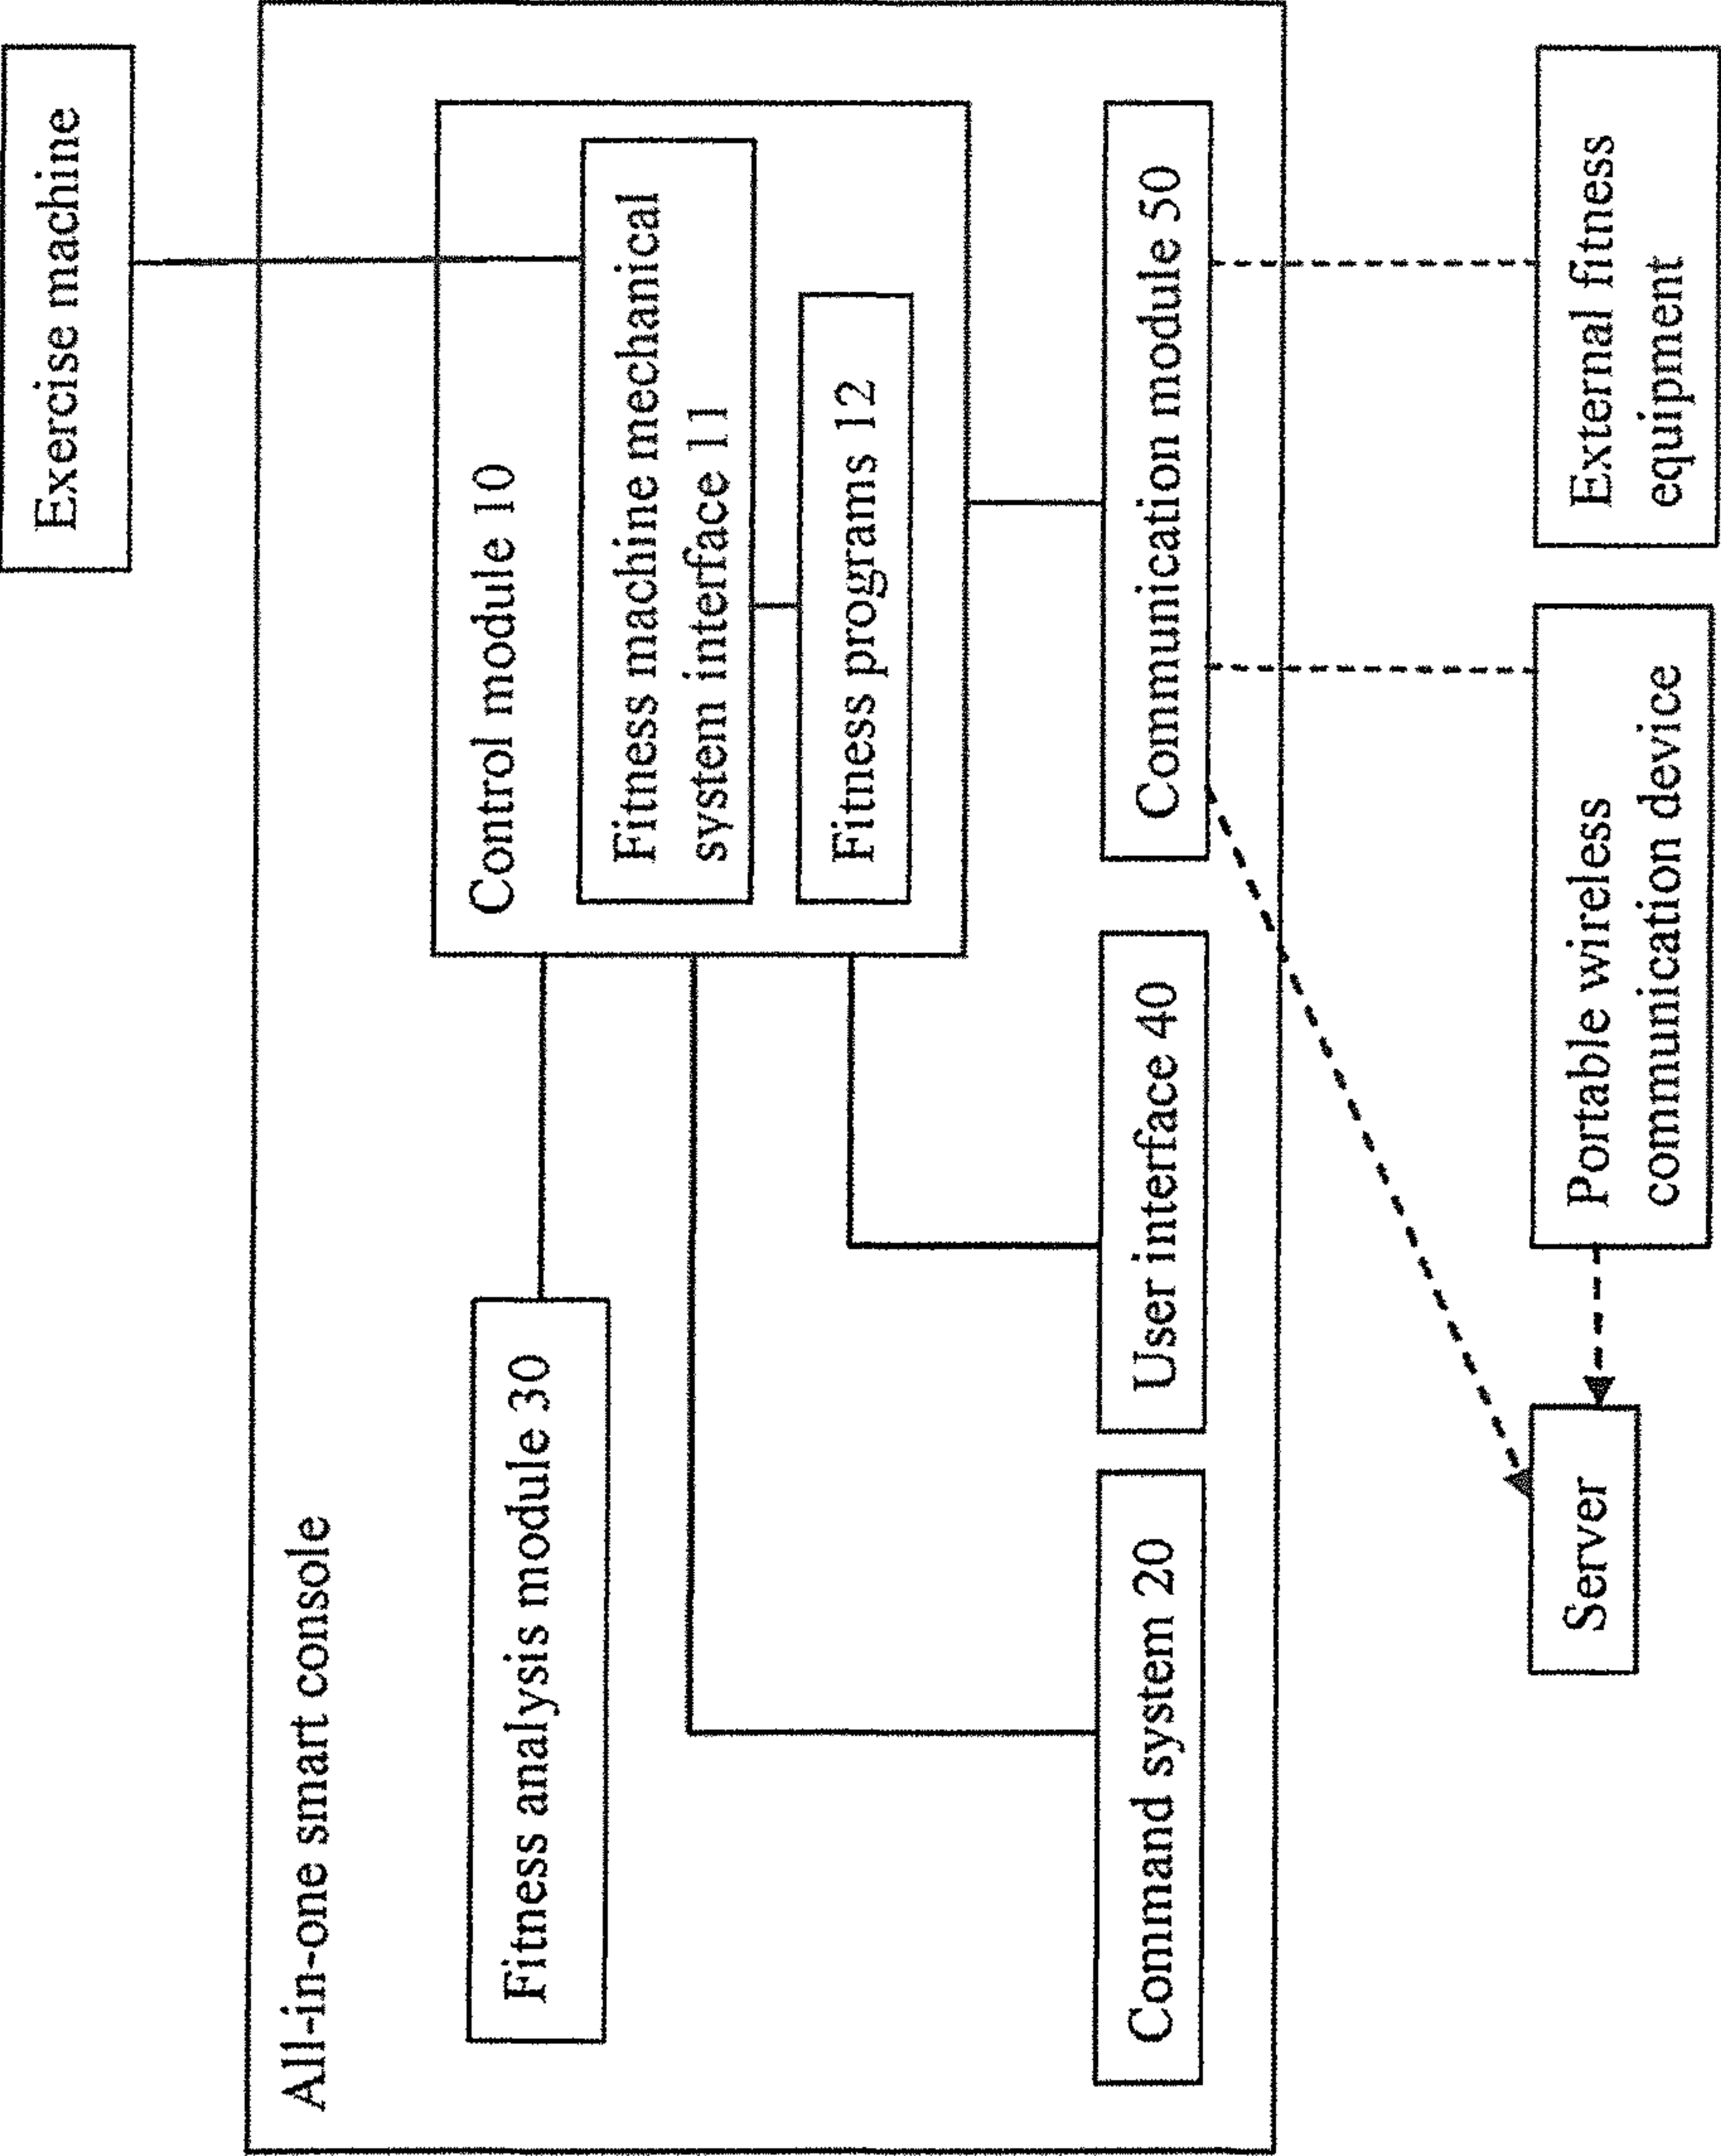 Exercise machine
All-in-one smart console
Control module 10
Fitness analysis module 30
Fitness machine mechanical
system interface 11
Fitness programs 12
Command system 20
User interface 40
Communication module 50
Server
Portable wireless
communication device
External fitness
equipment